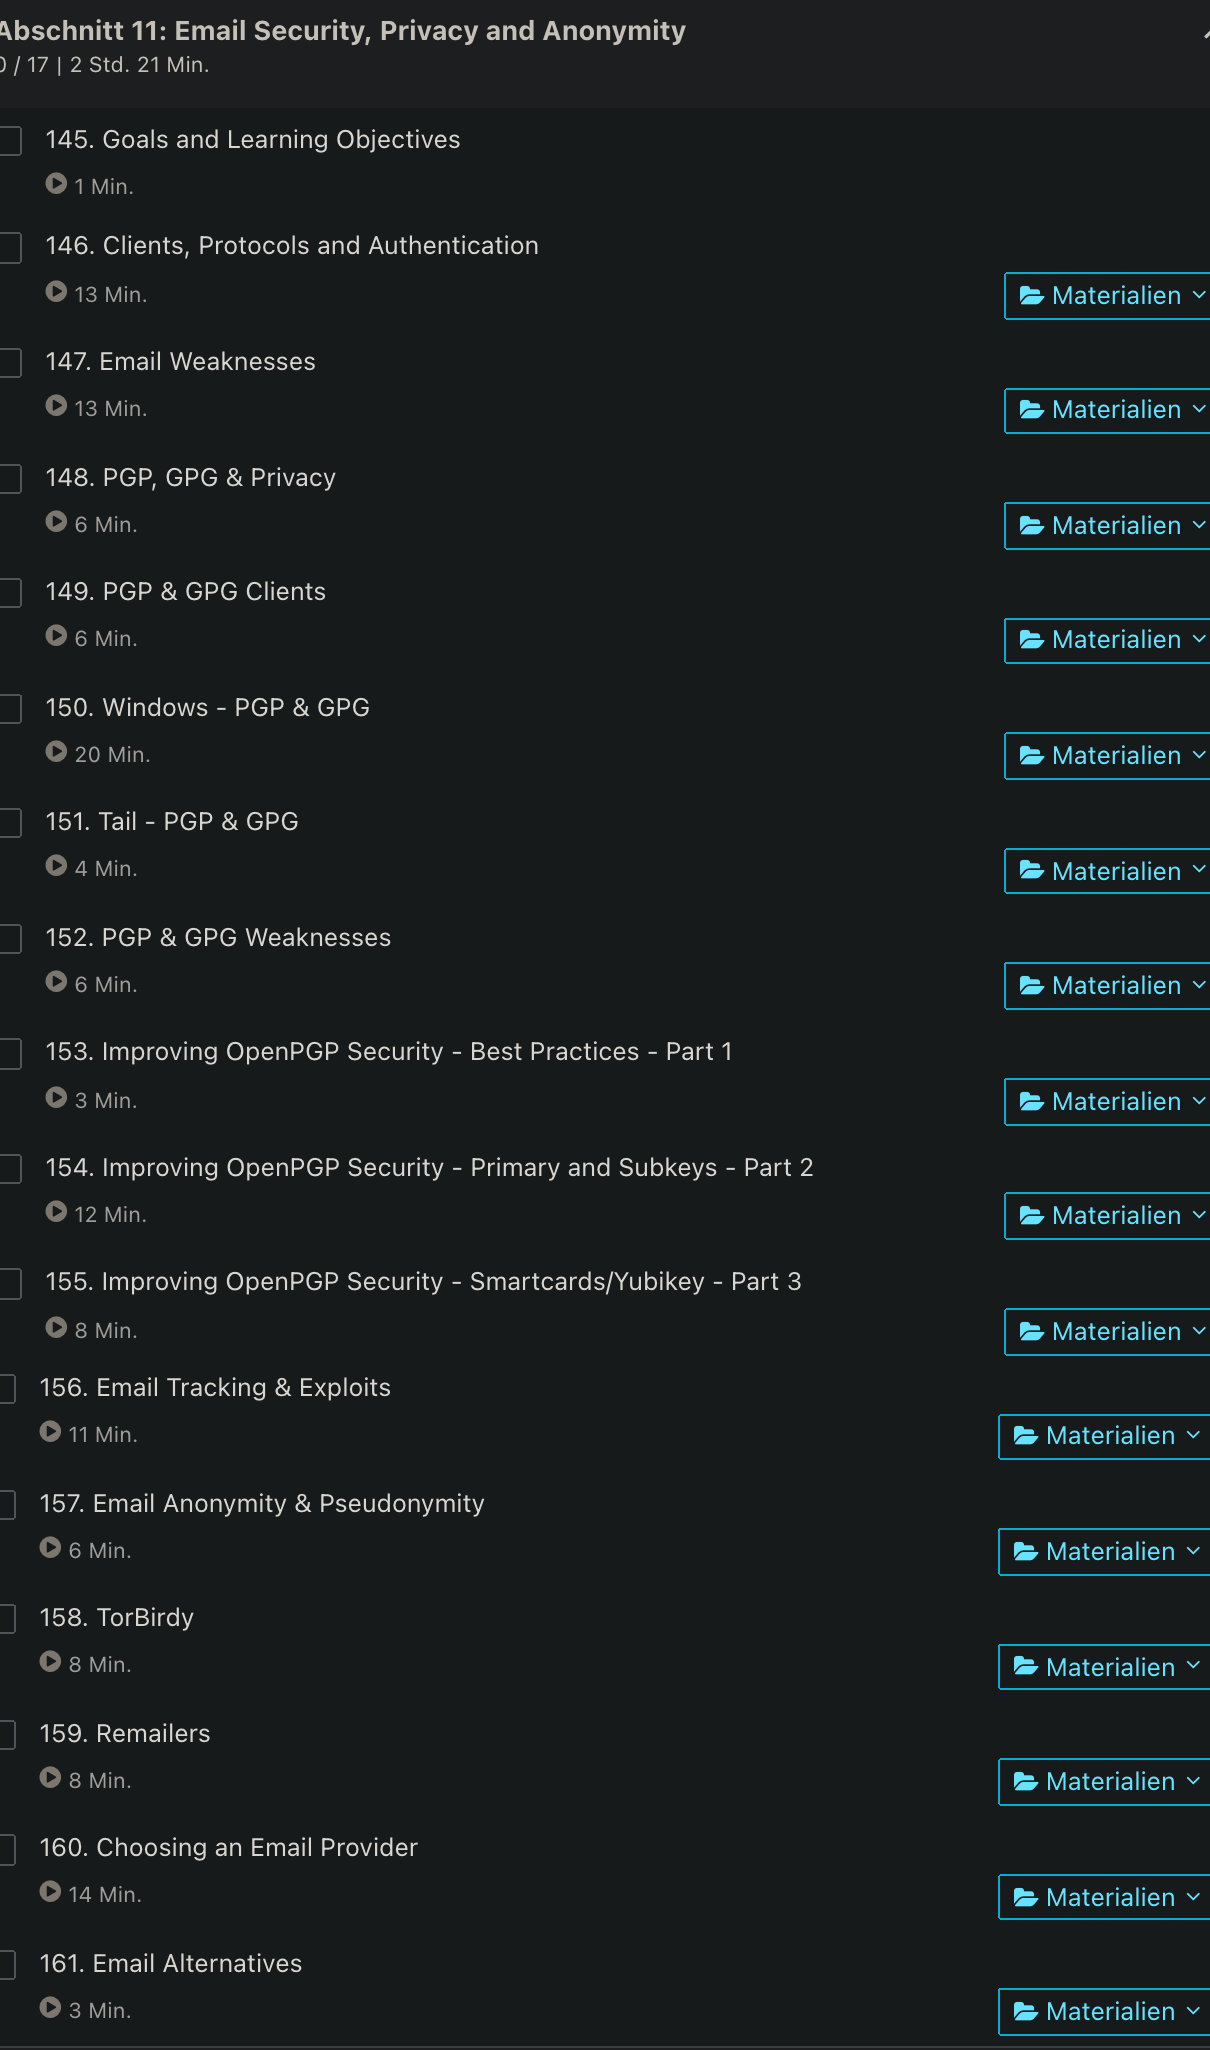 Abschnitt 11: Email Security, Privacy and Anonymity
0 / 17 | 2 Std. 21 Min.
145. Goals and Learning Objectives
1 Min.
146. Clients, Protocols and Authentication
13 Min.
Materialien
147. Email Weaknesses
13 Min.
Materialien
148. PGP, GPG & Privacy
6 Min.
Materialien
149. PGP & GPG Clients
6 Min.
Materialien
150. Windows - PGP & GPG
20 Min.
Materialien
151. Tail - PGP & GPG
4 Min.
Materialien
152. PGP & GPG Weaknesses
6 Min.
Materialien
153. Improving OpenPGP Security - Best Practices - Part 1
3 Min.
Materialien
154. Improving OpenPGP Security - Primary and Subkeys - Part 2
12 Min.
Materialien
155. Improving OpenPGP Security - Smartcards/Yubikey - Part 3
8 Min.
Materialien
156. Email Tracking & Exploits
11 Min.
Materialien
157. Email Anonymity & Pseudonymity
6 Min.
Materialien
158. TorBirdy
8 Min.
Materialien
159. Remailers
8 Min.
Materialien
160. Choosing an Email Provider
14 Min.
Materialien
161. Email Alternatives
3 Min.
Materialien